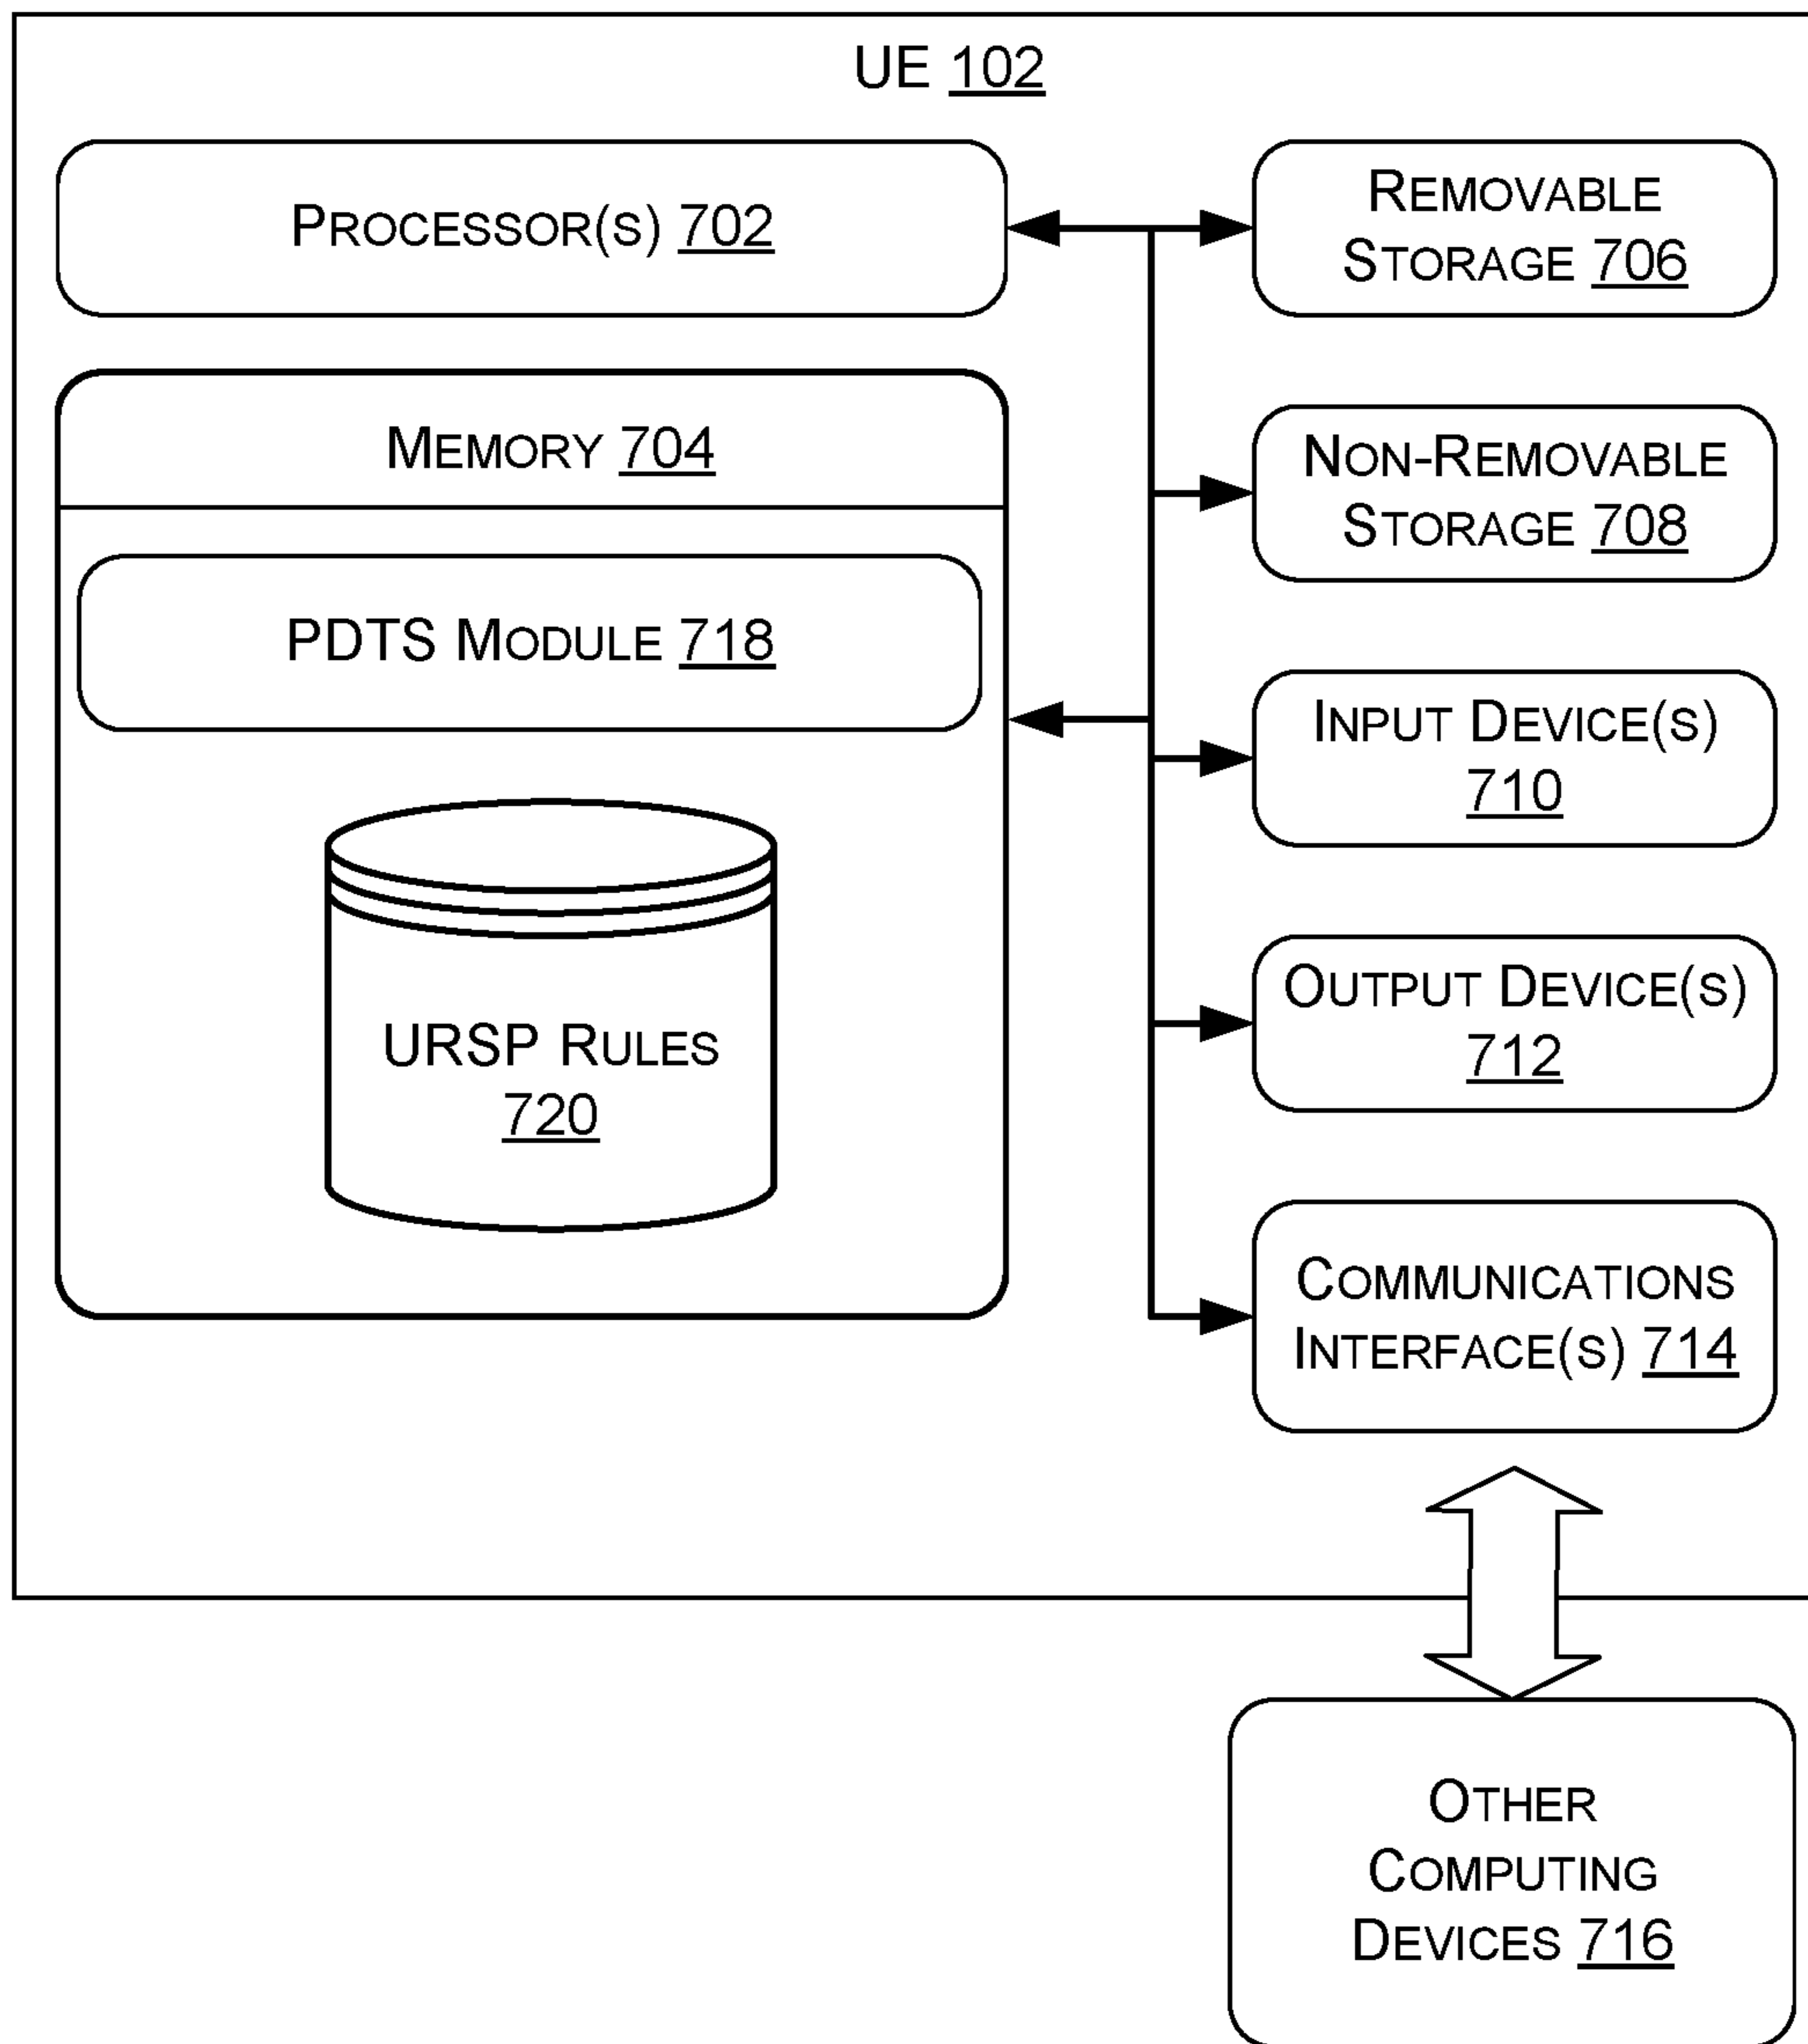 UE 102
PROCESSOR(S) 702
MEMORY 704
PDTS MODULE 718
URSP RULES
720
REMOVABLE
STORAGE 706
NON-REMOVABLE
STORAGE 708
INPUT DEVICE(S)
710
OUTPUT DEVICE(S)
712
COMMUNICATIONS
INTERFACE(S) 714
OTHER
COMPUTING
DEVICES 716